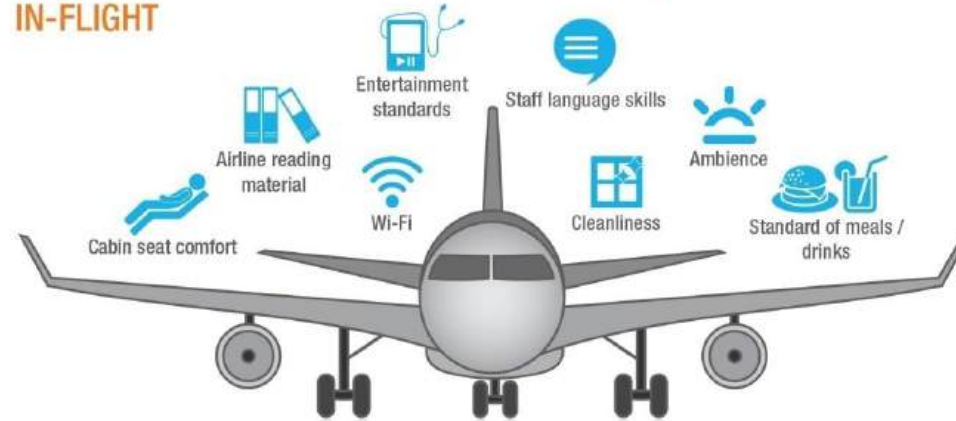 IN-FLIGHT
Entertainment
standards
Staff language skills
Airline reading
material
Ambience
Wi-Fi
Cleanliness
Cabin seat comfort
Standard of meals /
drinks